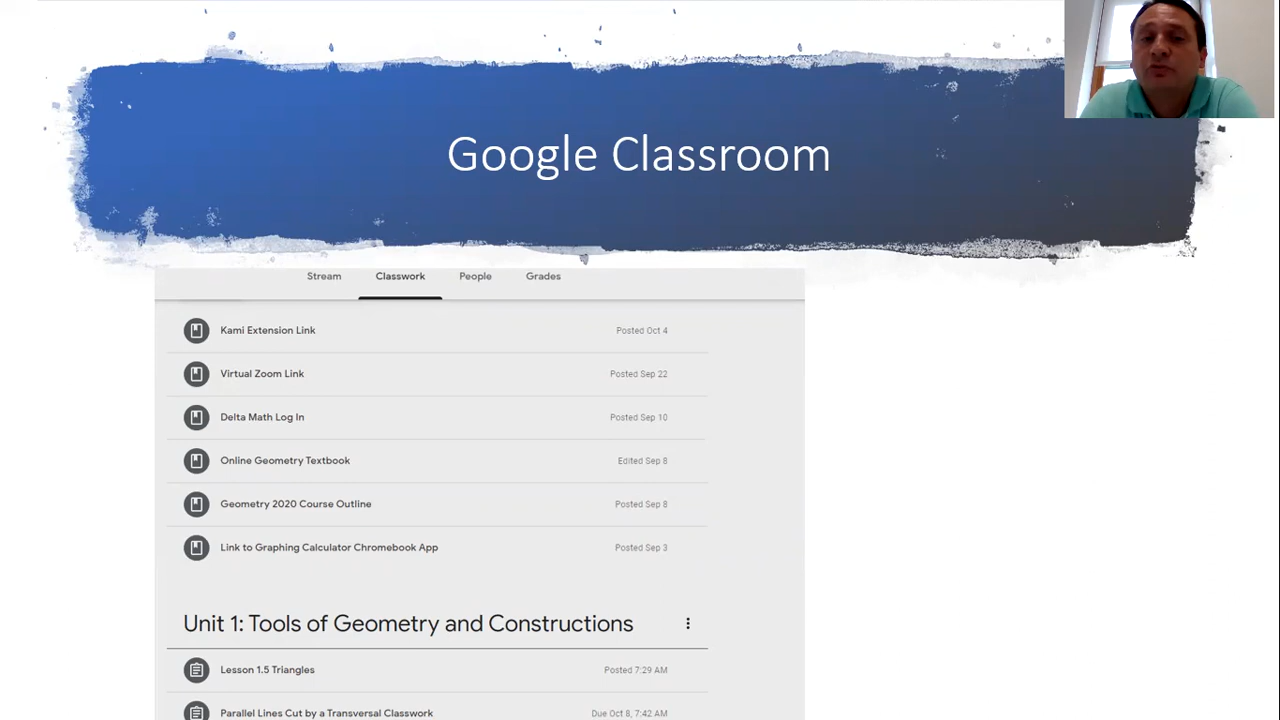 Google Classroom
Stream Classwork People Grades
Kami Extension Link Posted Oct 4
Virtual Zoom Link Posted Sep 22
Delta Math Log In Posted Sep 10
Online Geometry Textbook Edited Sep 8
Geometry 2020 Course Outline Posted Sep 8
Link to Graphing Calculator Chromebook App Posted Sep 3
Unit 1: Tools of Geometry and Constructions
Lesson 1.5 Triangles Posted 7:29 AM
Parallel Lines Cut by a Transversal Classwork Due Oct 8, 7:42 AM